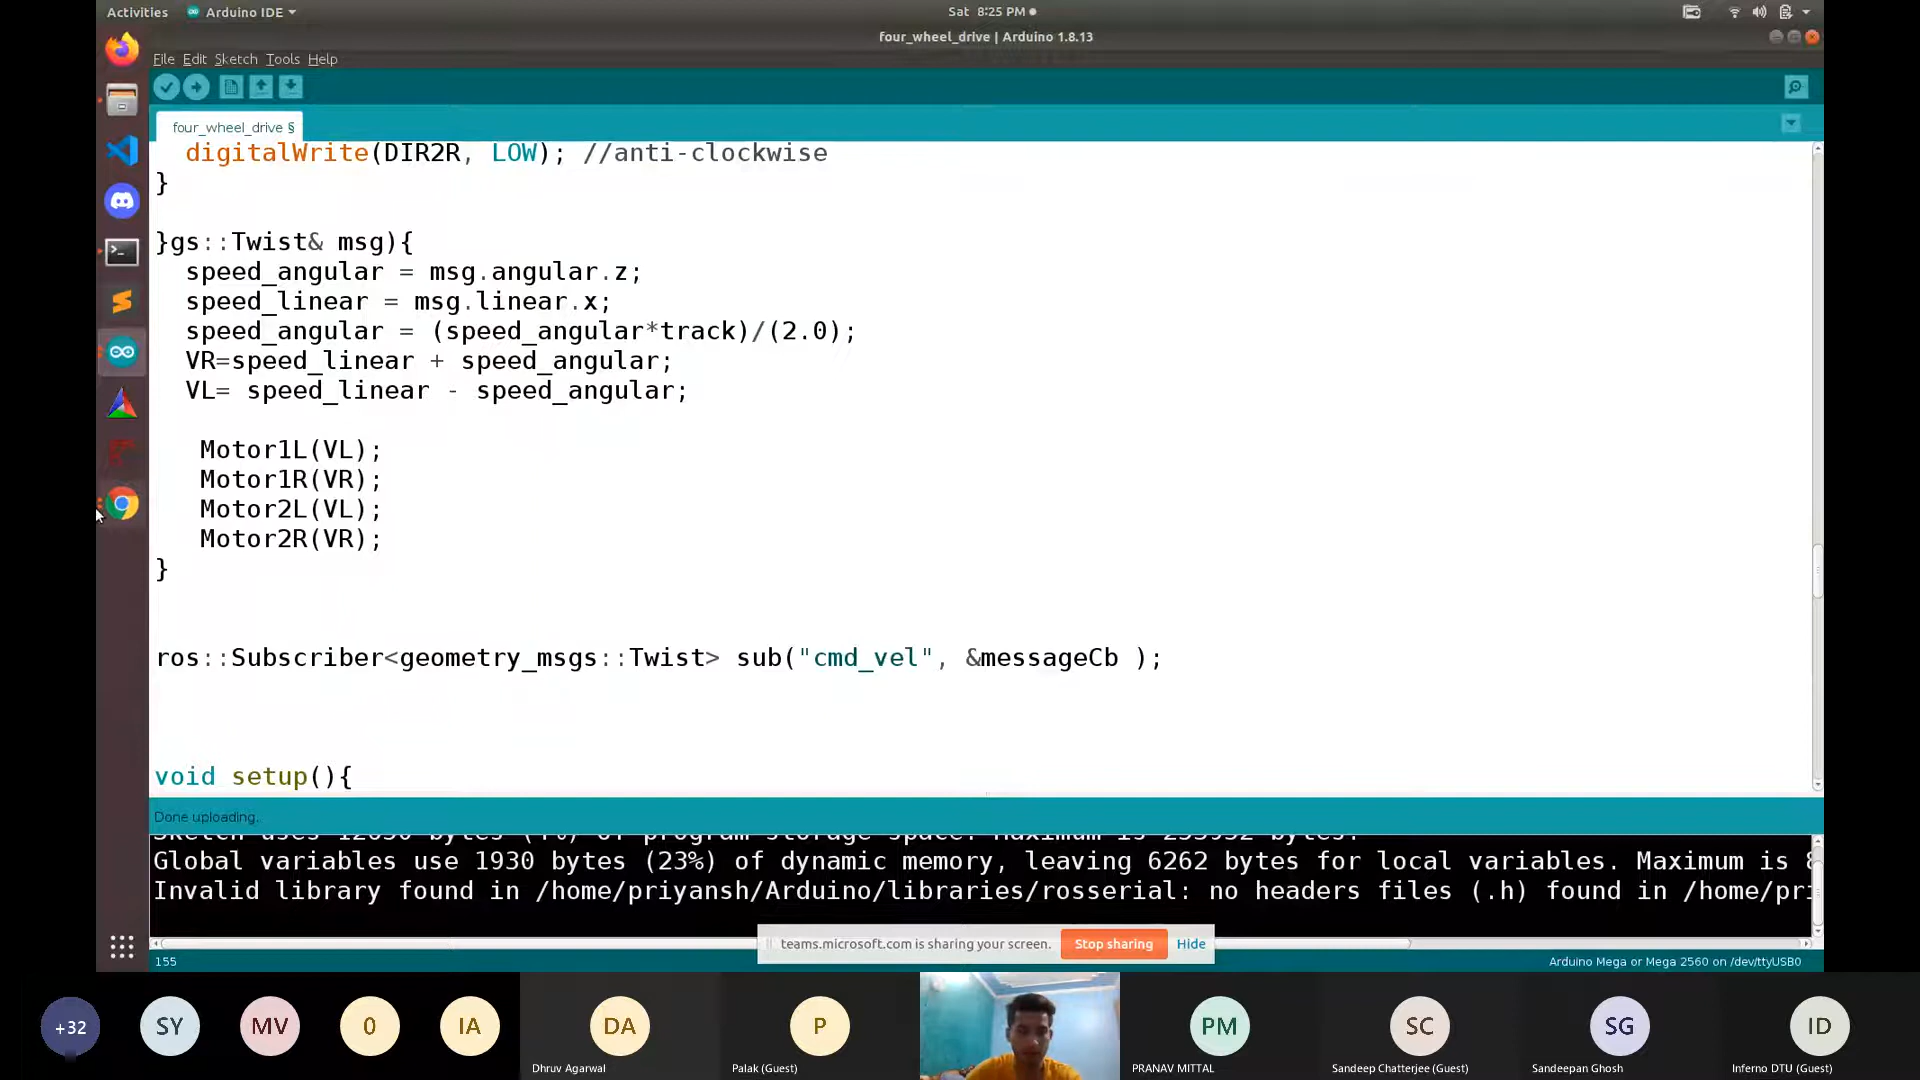 Activities
Arduino IDE
Sat 8:25 PM
four_wheel_drive | Arduino 1.8.13
File Edit Sketch Tools Help
four_wheel_drive §
digitalWrite(DIR2R, LOW); //anti-clockwise
}
}gs::Twist& msg){
speed_angular = msg.angular.z;
speed_linear = msg.linear.x;
speed_angular = (speed_angular*track)/(2.0);
VR=speed_linear + speed_angular;
VL= speed_linear - speed_angular;
Motor1L(VL);
Motor1R(VR);
Motor2L(VL);
Motor2R(VR);
}
ros::Subscriber<geometry_msgs::Twist> sub("cmd_vel", &messageCb );
void setup(){
Done uploading.
Global variables use 1930 bytes (23%) of dynamic memory, leaving 6262 bytes for local variables. Maximum is
Invalid library found in /home/priyansh/Arduino/libraries/rosserial: no headers files (.h) found in /home/pri
teams.microsoft.com is sharing your screen. Stop sharing Hide
155
Arduino Mega or Mega 2560 on /dev/ttyUSB0
+32 SY MV 0 IA DA P PM SC SG ID
Dhruv Agarwal
Palak (Guest)
PRANAV MITTAL
Sandeep Chatterjee (Guest)
Sandeepan Ghosh
Inferno DTU (Guest)